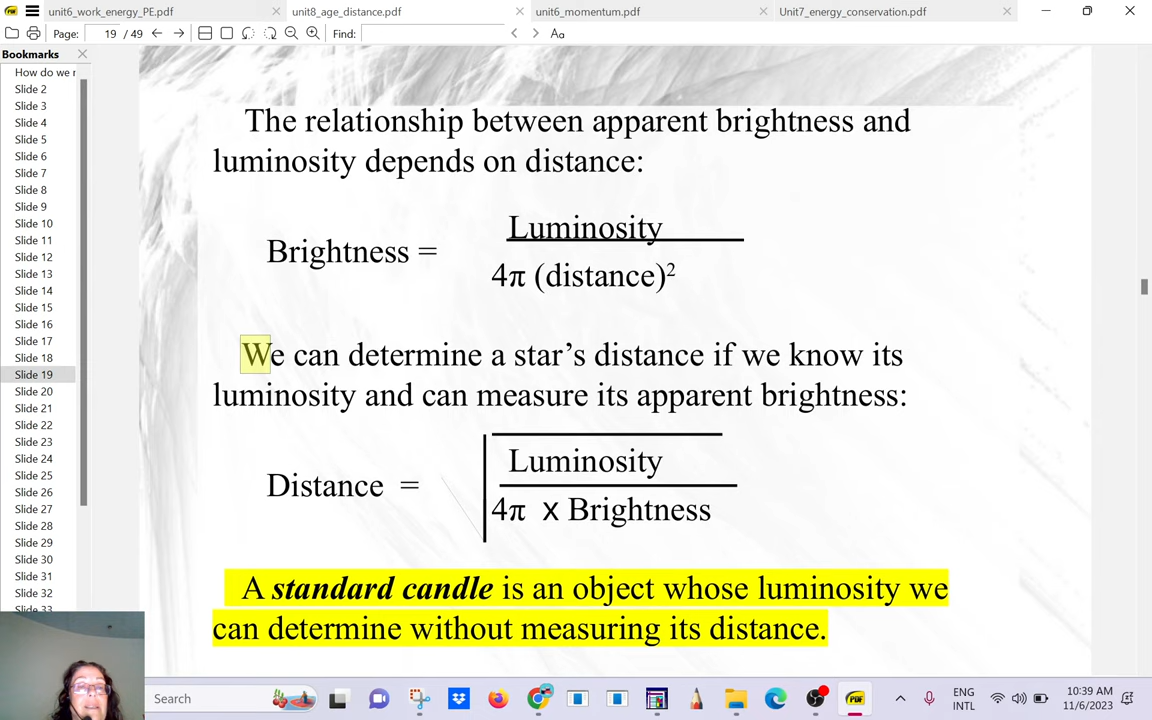 unit6_work_energy_PE.pdf
unit8_age_distance.pdf
unit6_momentum.pdf
Unit7_energy_conservation.pdf
Page: 19 / 49
Find:
Aa
Bookmarks
How do we r
Slide 2
Slide 3
Slide 4
Slide 5
Slide 6
Slide 7
Slide 8
Slide 9
Slide 10
Slide 11
Slide 12
Slide 13
Slide 14
Slide 15
Slide 16
Slide 17
Slide 18
Slide 19
Slide 20
Slide 21
Slide 22
Slide 23
Slide 24
Slide 25
Slide 26
Slide 27
Slide 28
Slide 29
Slide 30
Slide 31
Slide 32
Slide 33
The relationship between apparent brightness and
luminosity depends on distance:
Luminosity
Brightness =
4π (distance)²
We can determine a star’s distance if we know its
luminosity and can measure its apparent brightness:
Luminosity
Distance =
4π x Brightness
A standard candle is an object whose luminosity we
can determine without measuring its distance.
Search
ENG
INTL
10:39 AM
11/6/2023